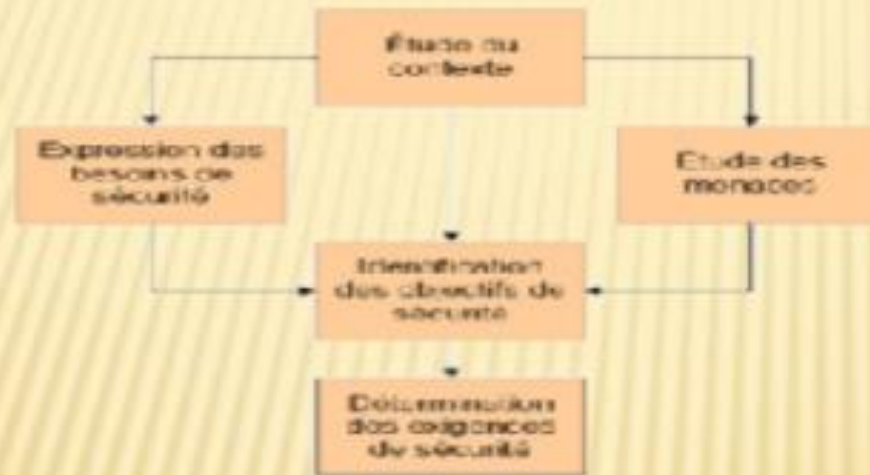 Étude du
contexte
Expression des
besoins de
sécurité
Etude des
menaces
Identification
des objectifs de
sécurité
Détermination
des exigences
de sécurité